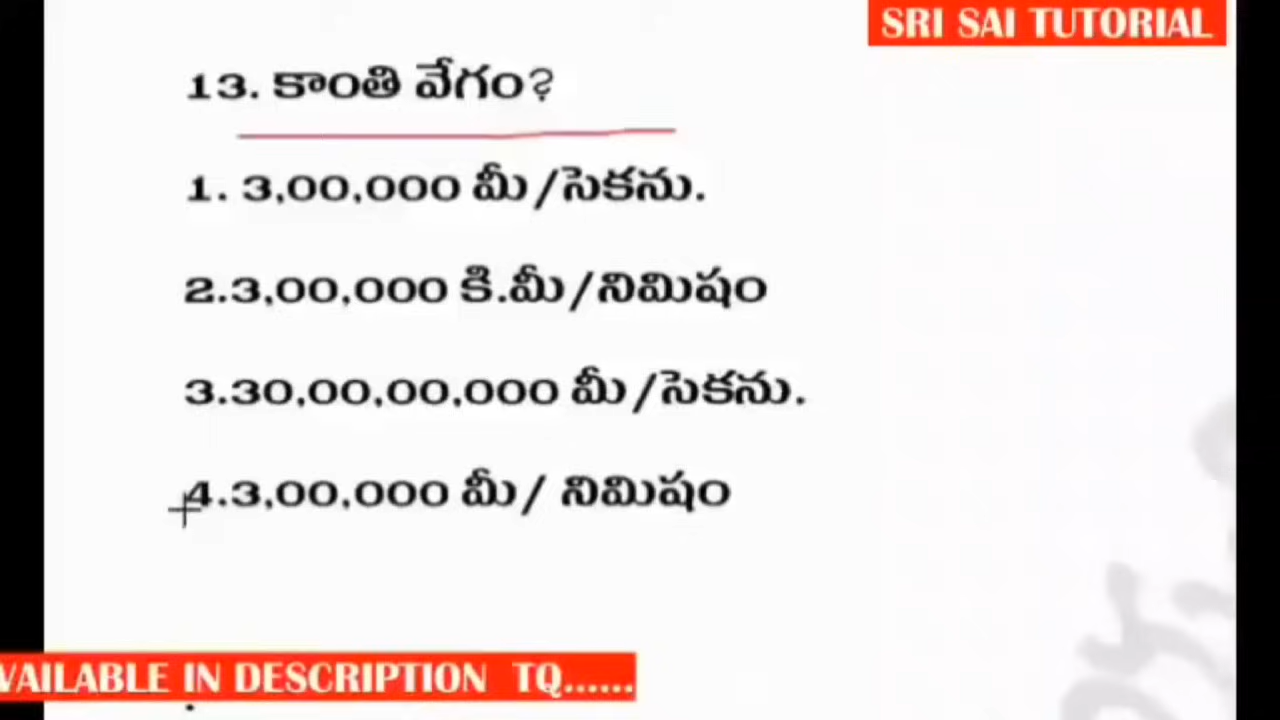 SRI SAI TUTORIAL
13. కాంతి వేగం?
1. 3,00,000 మీ/సెకను.
2.3,00,000 కి.మీ/నిమిషం
3.30,00,00,000 మీ/సెకను.
4.3,00,000 మీ/ నిమిషం
VAILABLE IN DESCRIPTION TQ......